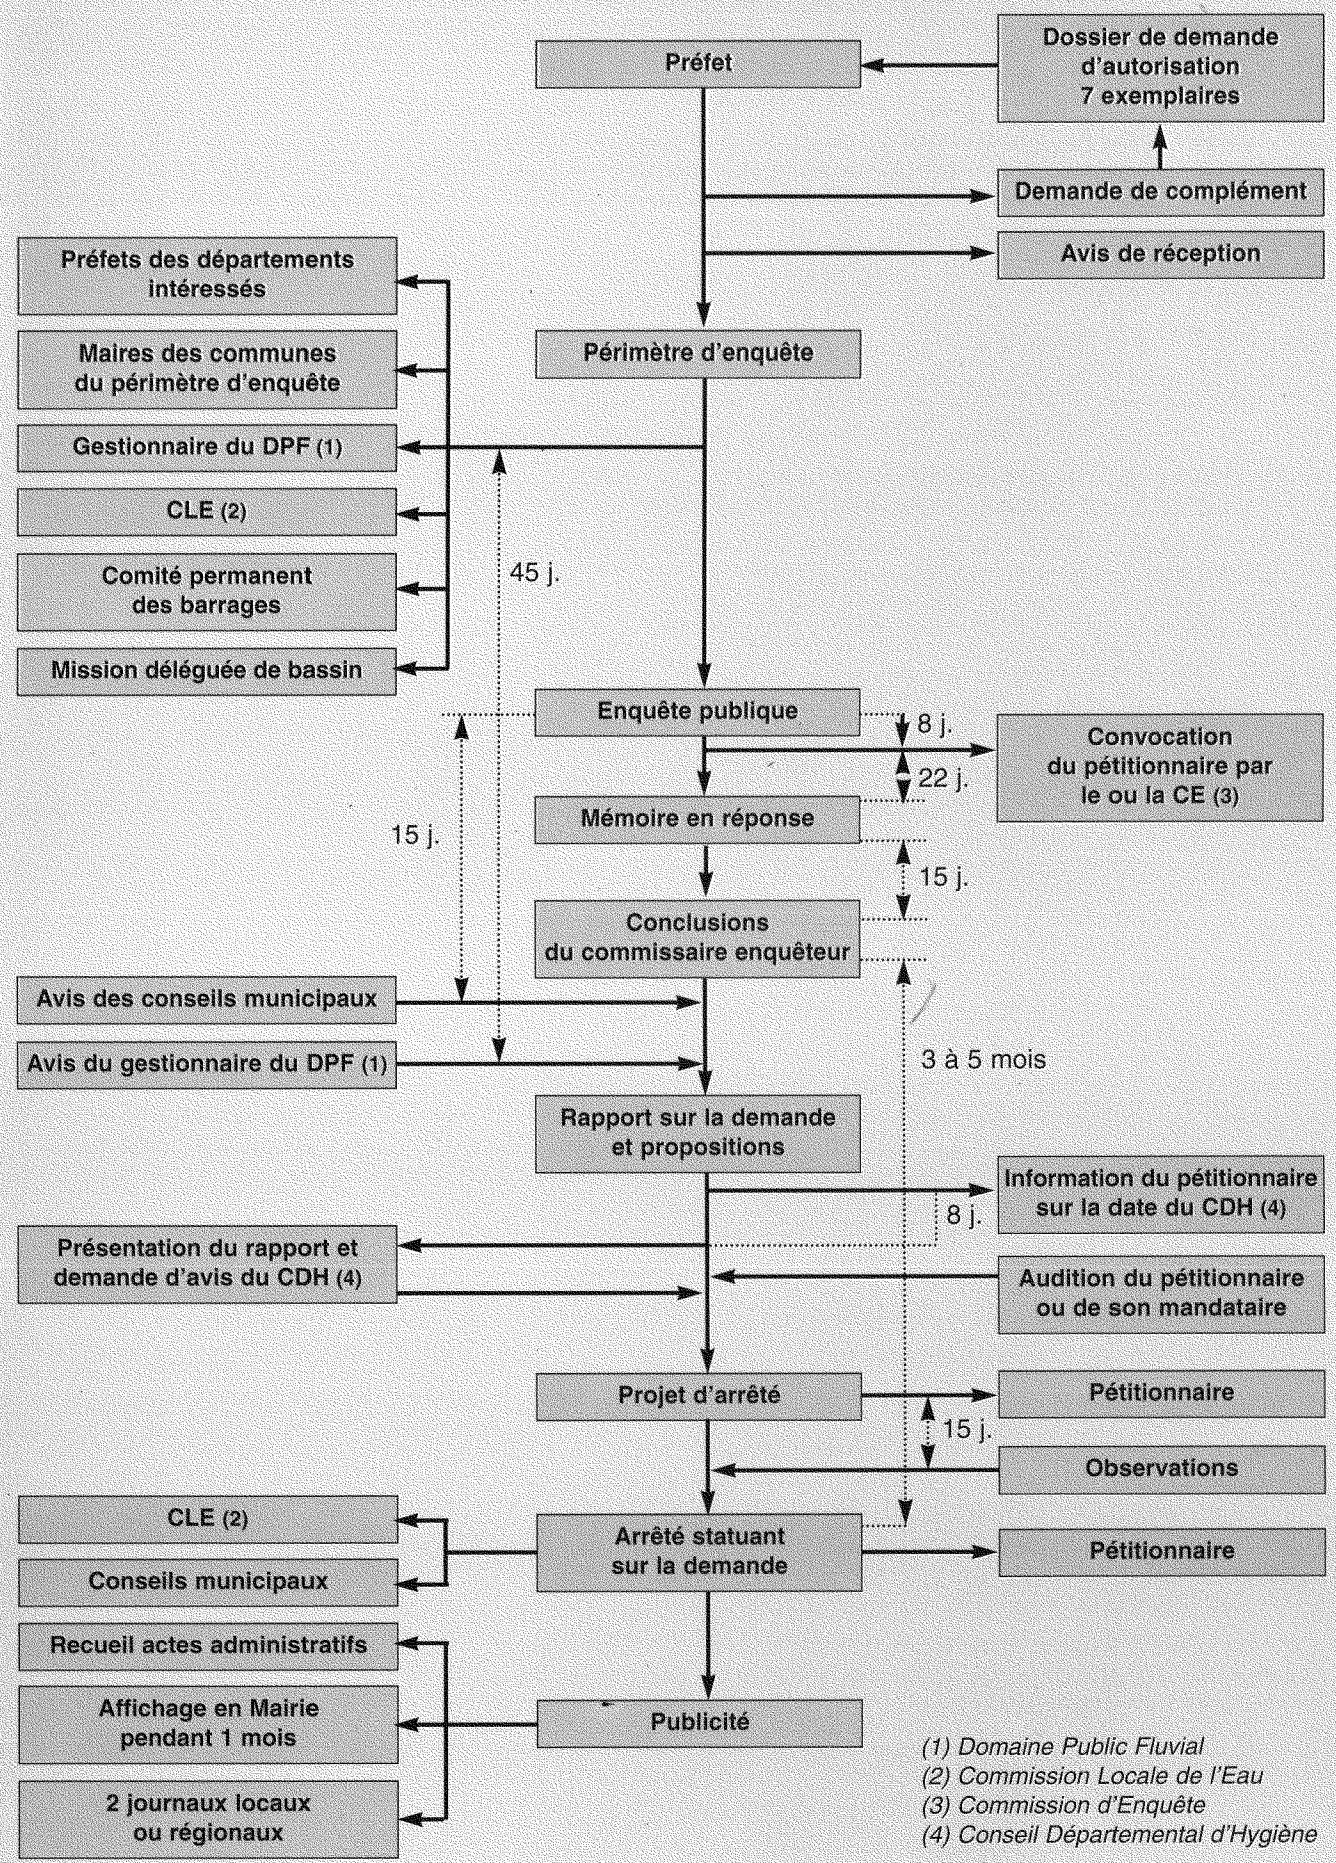 Préfet
Dossier de demande
d'autorisation
7 exemplaires
Demande de complément
Avis de réception
Préfets des départements
intéressés
Périmètre d'enquête
Maires des communes
du périmètre d'enquête
Gestionnaire du DPF (1)
CLE (2)
45 j.
Comité permanent
des barrages
Mission déléguée de bassin
Enquête publique
8 j.
Convocation
du pétitionnaire par
le ou la CE (3)
22 j.
Mémoire en réponse
15 j.
15 j.
Conclusions
du commissaire enquêteur
Avis des conseils municipaux
Avis du gestionnaire du DPF (1)
3 à 5 mois
Rapport sur la demande
et propositions
Information du pétitionnaire
sur la date du CDH (4)
8 j.
Présentation du rapport et
demande d'avis du CDH (4)
Audition du pétitionnaire
ou de son mandataire
Projet d'arrêté
Pétitionnaire
15 j.
Observations
CLE (2)
Arrêté statuant
sur la demande
Pétitionnaire
Conseils municipaux
Recueil actes administratifs
Affichage en Mairie
pendant 1 mois
Publicité
2 journaux locaux
ou régionaux
(1) Domaine Public Fluvial
(2) Commission Locale de l'Eau
(3) Commission d'Enquête
(4) Conseil Départemental d'Hygiène